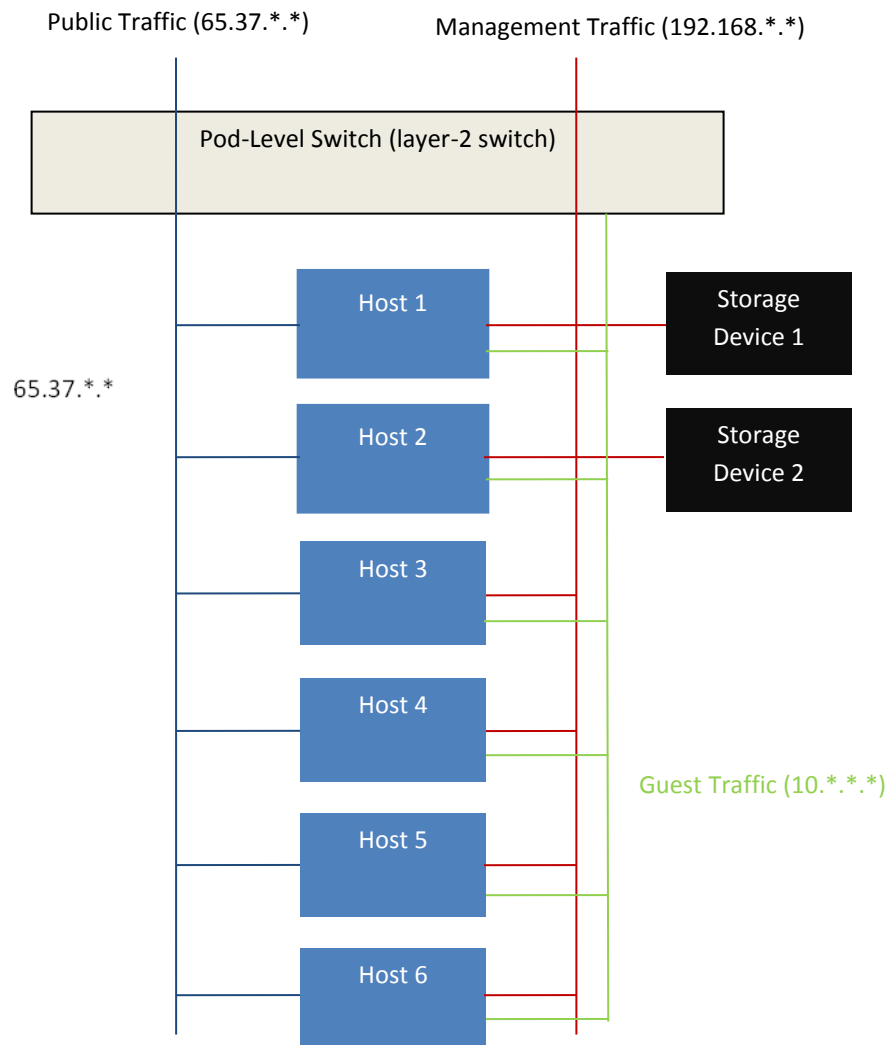 Public Traffic (65.37.*.*)
Management Traffic (192.168.*.*)
Pod-Level Switch (layer-2 switch)
Host 1
Storage
Device 1
65.37.*.*
Host 2
Storage
Device 2
Host 3
Host 4
Guest Traffic (10.*.*.*)
Host 5
Host 6